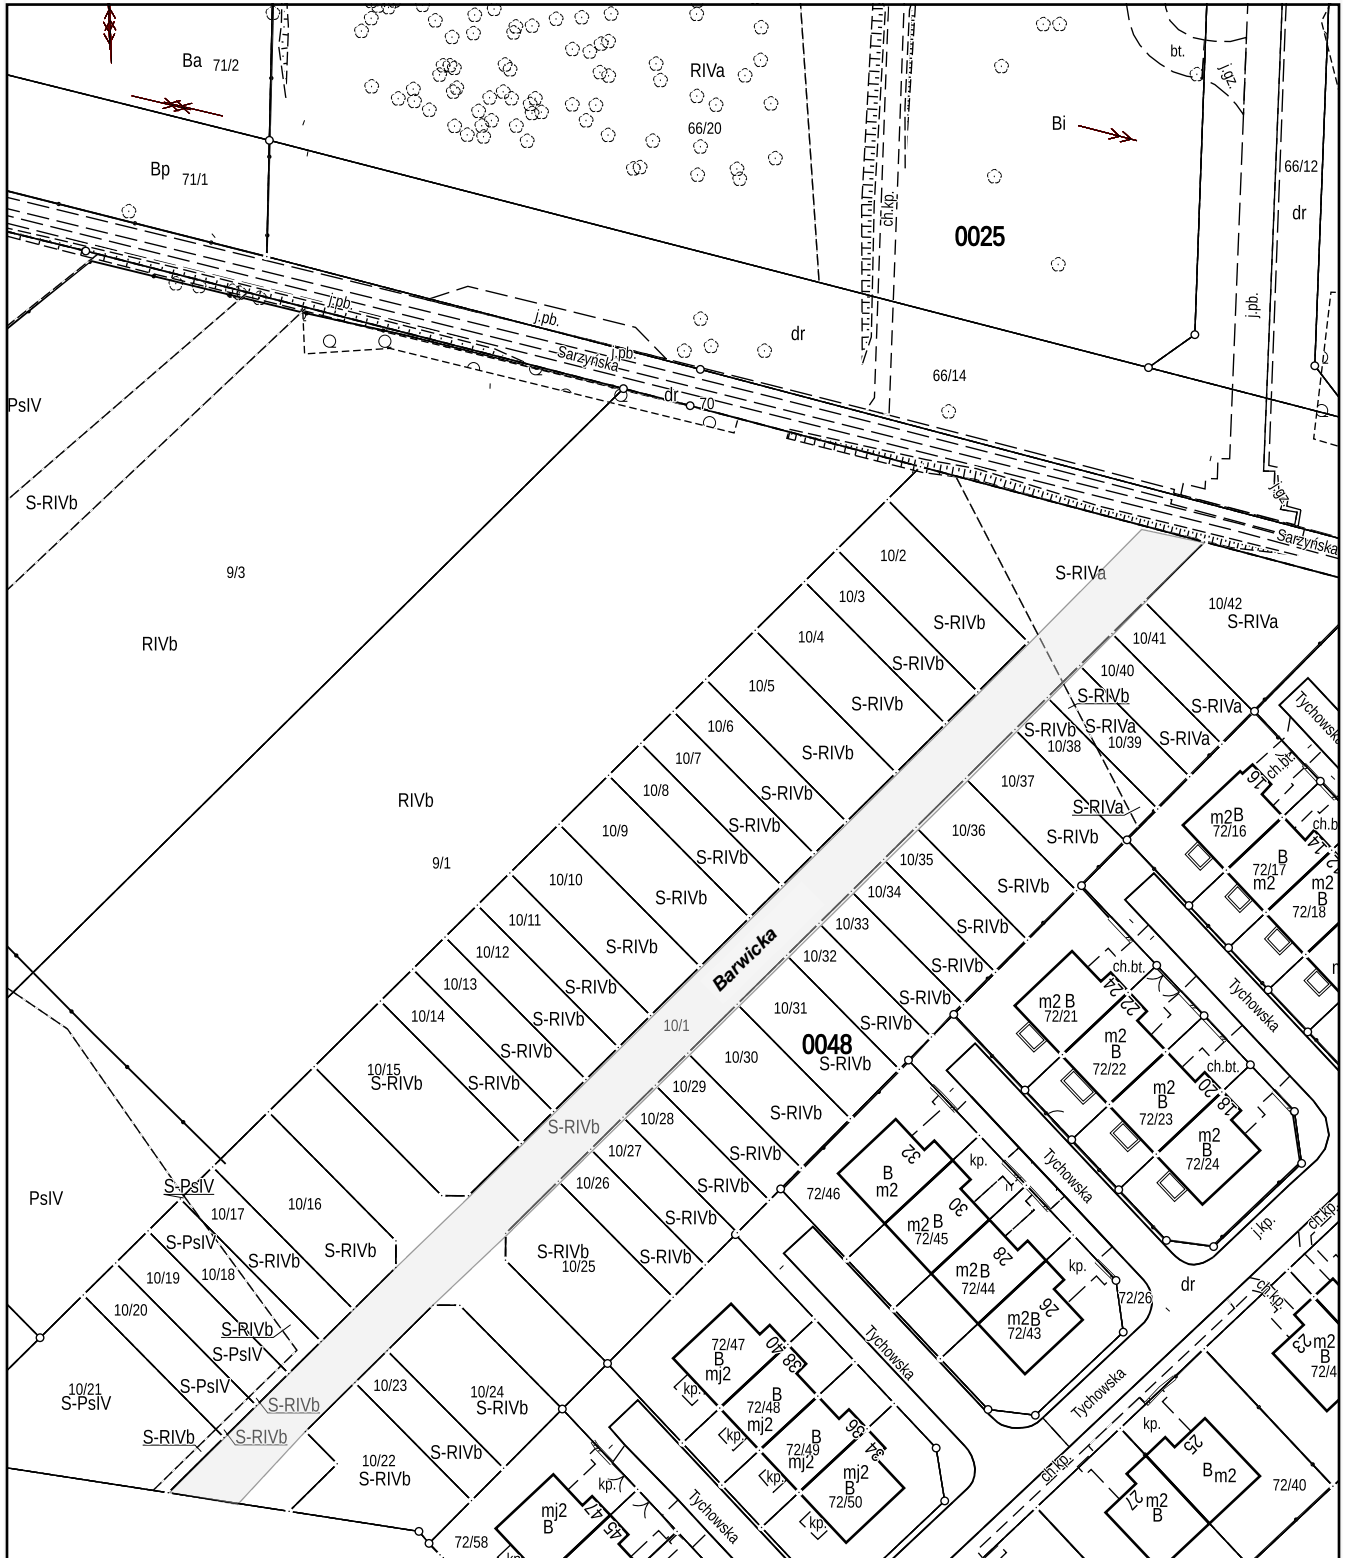 Ba 71/2
RIVa
66/20
bt.
j.gz.
Bi
Bp 71/1
66/12
dr
ch.kp.
0025
j.pb.
j.pb.
j.pb.
j.pb.
Sarzyńska
dr
66/14
dr 70
PsIV
S-RIVb
j.gz.
Sarzyńska
9/3
RIVb
10/2
S-RIVa
10/3
10/42
S-RIVa
S-RIVb
10/4
10/41
S-RIVb
10/40
10/5
S-RIVb
S-RIVb
S-RIVa
Tychowska
10/6
S-RIVb
10/38
S-RIVa
10/39
S-RIVa
10/7
S-RIVb
ch.bt.
16
10/8
S-RIVb
10/37
RIVb
S-RIVa
m2 B
72/16
ch.b
10/9
S-RIVb
10/36
S-RIVb
14
12
9/1
S-RIVb
10/35
B
72/17
m2
10/10
S-RIVb
10/34
S-RIVb
m2
B
72/18
10/11
10/33
S-RIVb
10/12
S-RIVb
Barwicka
10/32
S-RIVb
ch.bt.
10/13
S-RIVb
Tychowska
10/14
S-RIVb
10/31
S-RIVb
24
22
m2 B
72/21
10/1
S-RIVb
0048
S-RIVb
10/15
S-RIVb
S-RIVb
10/30
m2
B
72/22
ch.bt.
10/29
S-RIVb
10/28
S-RIVb
20
18
m2
B
72/23
10/27
S-RIVb
m2
B
72/24
PsIV
S-PsIV
10/26
S-RIVb
32
kp.
Tychowska
10/16
10/17
72/46
B
m2
S-RIVb
30
ch.kp.
j.kp.
S-PsIV
S-RIVb
S-RIVb
S-RIVb
10/25
S-RIVb
m2 B
72/45
28
10/19
10/18
m2 B
72/44
kp.
dr
72/26
ch.kp.
10/20
S-RIVb
26
m2 B
72/43
S-PsIV
72/47
B
mj2
40
38
Tychowska
23
m2
B
72/4
10/21
S-PsIV
S-PsIV
10/23
10/24
S-RIVb
kp.
B
72/48
mj2
Tychowska
S-RIVb
36
34
kp.
S-RIVb
S-RIVb
kp.
B
72/49
mj2
25
10/22
S-RIVb
S-RIVb
kp.
mj2
B
72/50
ch.kp.
B m2
72/40
kp.
mj2
B
47
45
Tychowska
kp.
27
m2
B
72/58
kp.